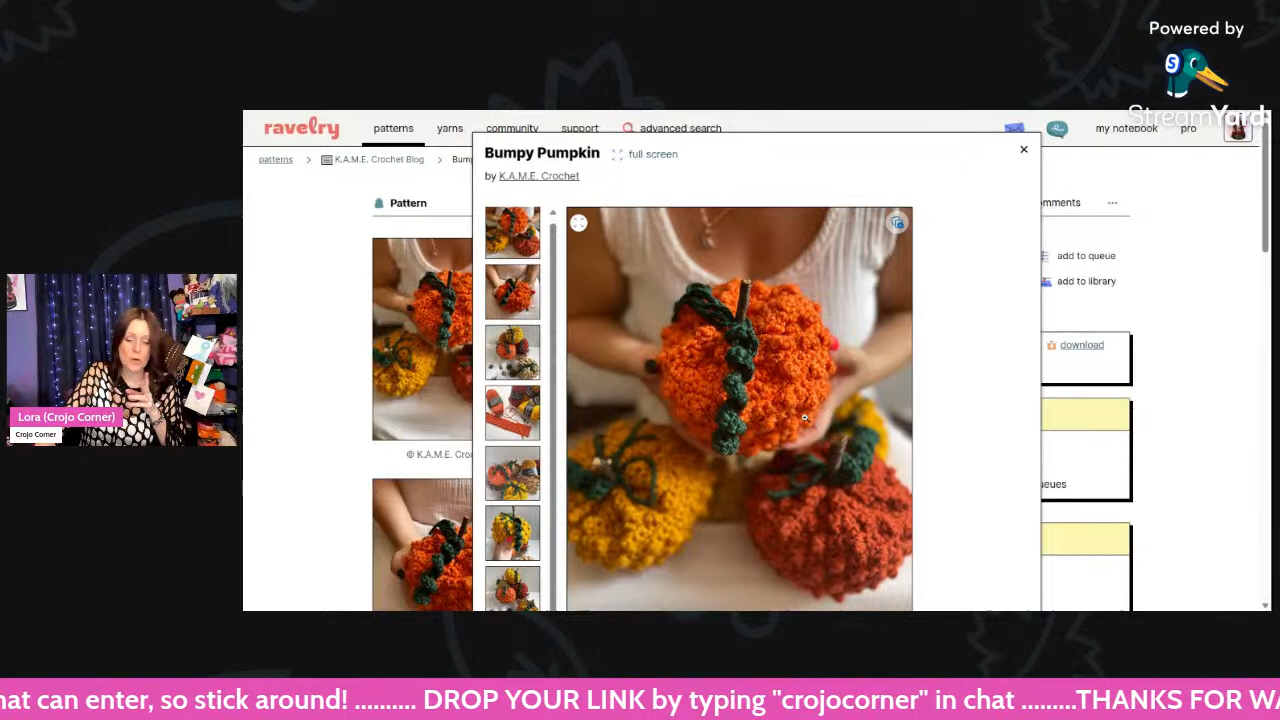 Powered by
StreamYard
ravelry
patterns
yarns
community
support
advanced search
my notebook
pro
patterns
K.A.M.E. Crochet Blog
Bump
Bumpy Pumpkin
full screen
by K.A.M.E. Crochet
Pattern
mments
add to queue
add to library
download
© K.A.M.E. Cro
ueues
Lora (Crojo Corner)
Crojo Corner
hat can enter, so stick around! .......... DROP YOUR LINK by typing "crojocorner" in chat .........THANKS FOR WA